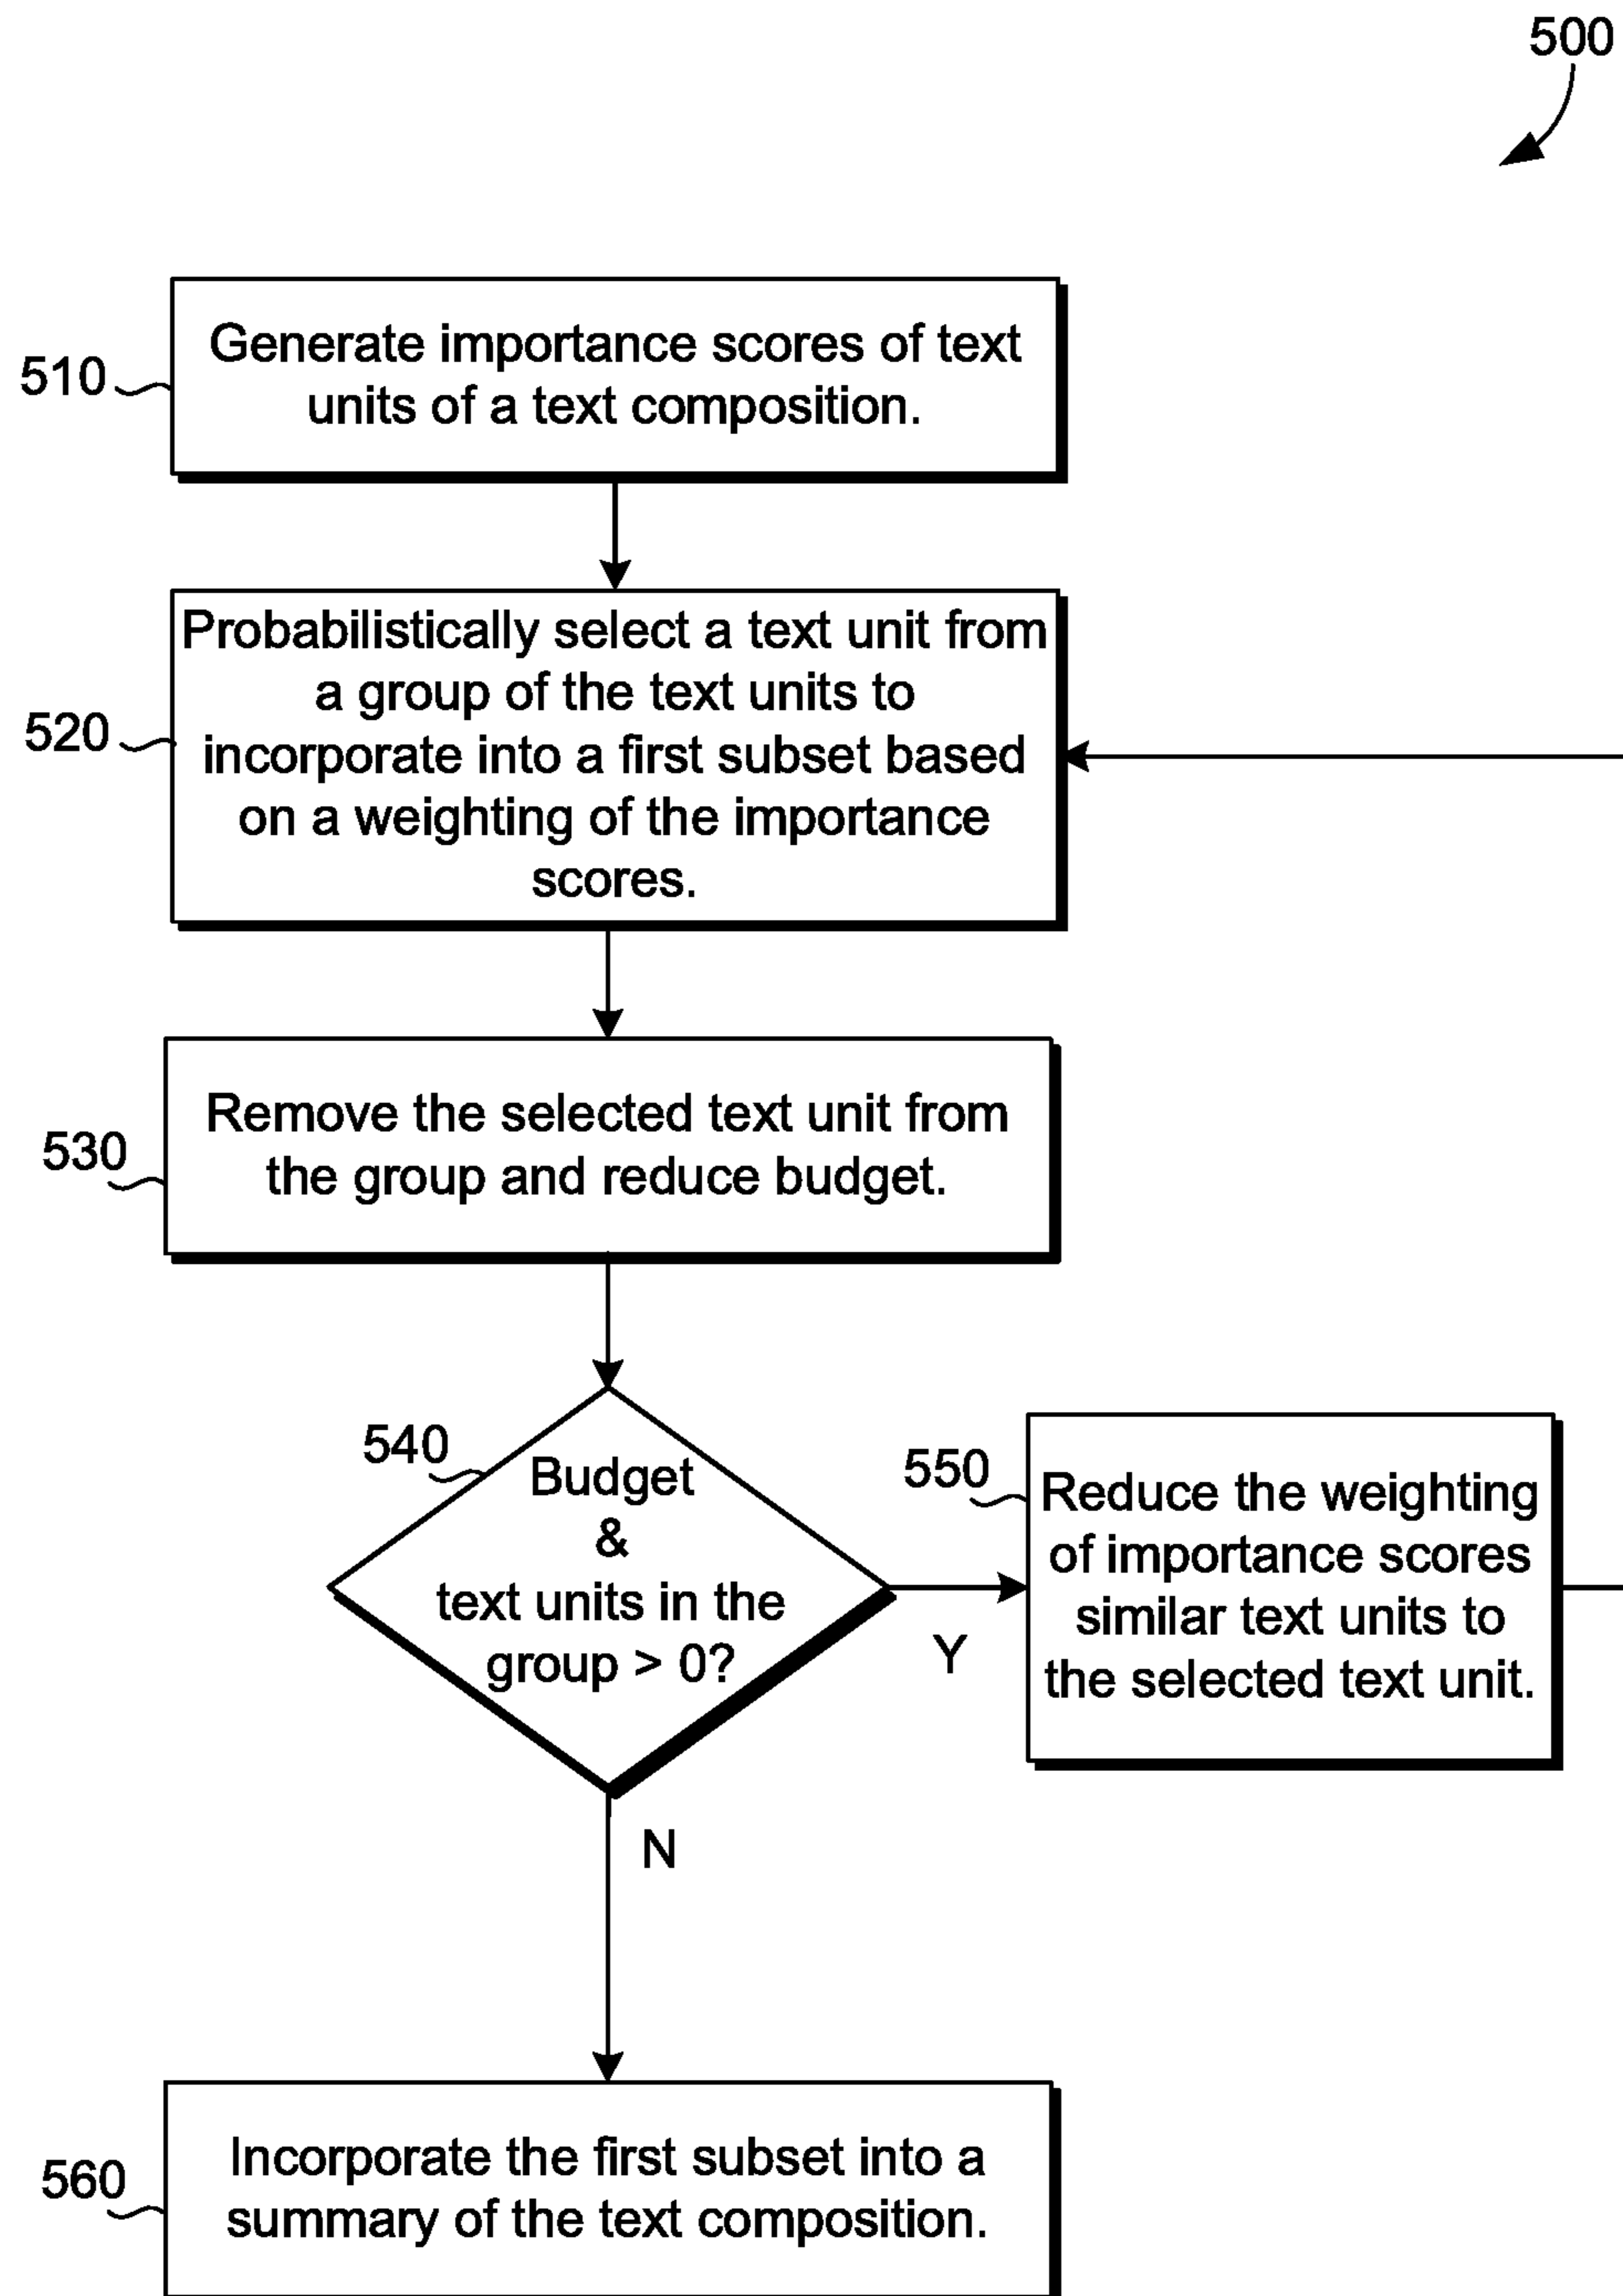 500
510
Generate importance scores of text
units of a text composition.
520
Probabilistically select a text unit from
a group of the text units to
incorporate into a first subset based
on a weighting of the importance
scores.
530
Remove the selected text unit from
the group and reduce budget.
540
Budget
&
text units in the
group > 0?
Y
550
Reduce the weighting
of importance scores
similar text units to
the selected text unit.
N
560
Incorporate the first subset into a
summary of the text composition.